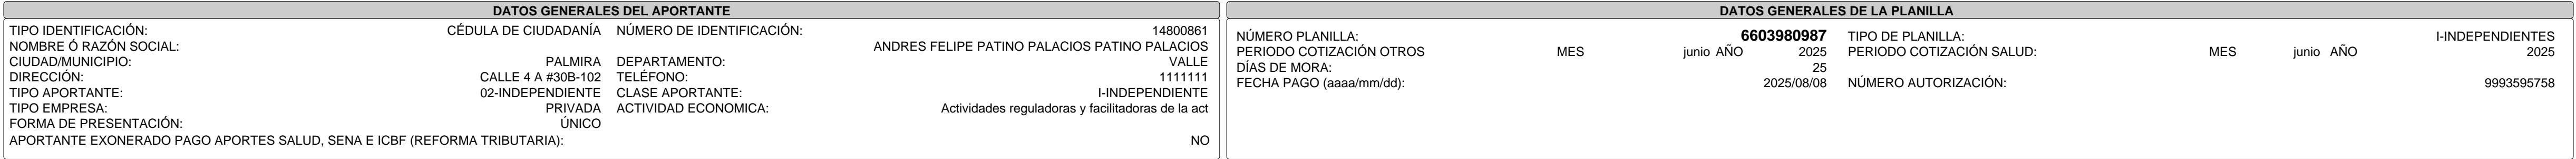 DATOS GENERALES DEL APORTANTE
TIPO IDENTIFICACIÓN: CÉDULA DE CIUDADANÍA NÚMERO DE IDENTIFICACIÓN: 14800861
NOMBRE Ó RAZÓN SOCIAL: ANDRES FELIPE PATINO PALACIOS PATINO PALACIOS
CIUDAD/MUNICIPIO: PALMIRA DEPARTAMENTO: VALLE
DIRECCIÓN: CALLE 4 A #30B-102 TELÉFONO: 1111111
TIPO APORTANTE: 02-INDEPENDIENTE CLASE APORTANTE: I-INDEPENDIENTE
TIPO EMPRESA: PRIVADA ACTIVIDAD ECONOMICA: Actividades reguladoras y facilitadoras de la act
FORMA DE PRESENTACIÓN: ÚNICO
APORTANTE EXONERADO PAGO APORTES SALUD, SENA E ICBF (REFORMA TRIBUTARIA): NO
DATOS GENERALES DE LA PLANILLA
NÚMERO PLANILLA: 6603980987 TIPO DE PLANILLA: I-INDEPENDIENTES
PERIODO COTIZACIÓN OTROS MES junio AÑO 2025 PERIODO COTIZACIÓN SALUD: MES junio AÑO 2025
DÍAS DE MORA: 25
FECHA PAGO (aaaa/mm/dd): 2025/08/08 NÚMERO AUTORIZACIÓN: 9993595758